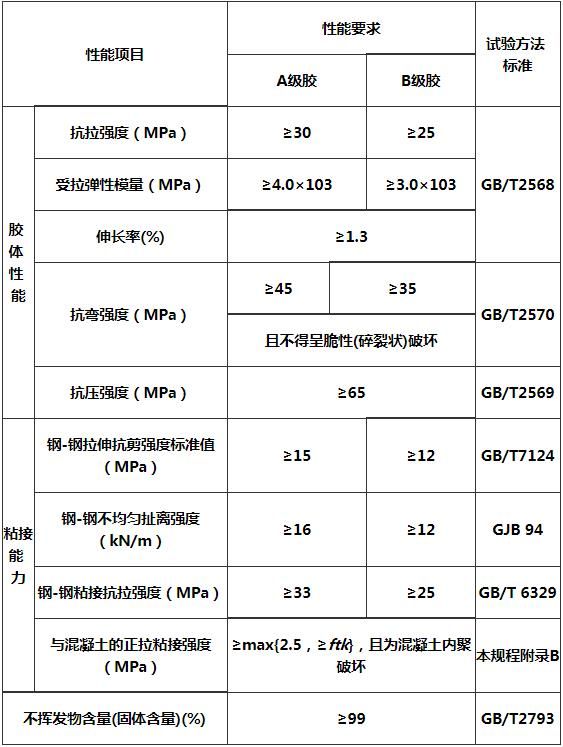 性能项目
性能要求
试验方法
标准
A级胶
B级胶
胶
体
性
能
抗拉强度（MPa）
≥30
≥25
GB/T2568
受拉弹性模量（MPa）
≥4.0×103
≥3.0×103
伸长率(%)
≥1.3
抗弯强度（MPa）
≥45
≥35
GB/T2570
且不得呈脆性(碎裂状)破坏
抗压强度（MPa）
≥65
GB/T2569
粘接
能
力
钢-钢拉伸抗剪强度标准值
（MPa）
≥15
≥12
GB/T7124
钢-钢不均匀扯离强度
（kN/m）
≥16
≥12
GJB 94
钢-钢粘接抗拉强度（MPa）
≥33
≥25
GB/T 6329
与混凝土的正拉粘接强度
（MPa）
≥max{2.5，≥ftk}，且为混凝土内聚
破坏
本规程附录B
不挥发物含量(固体含量)(%)
≥99
GB/T2793